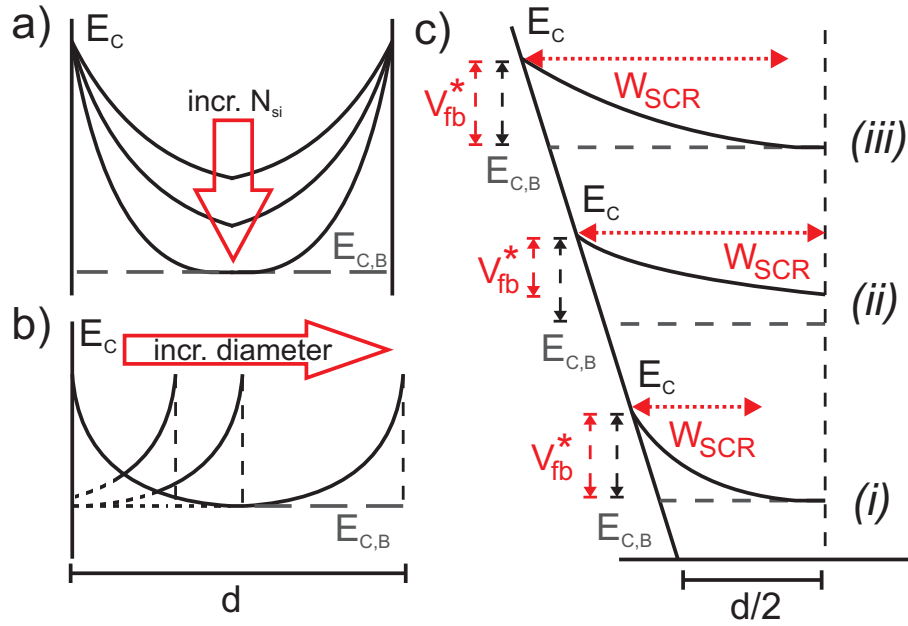 a)
E_C
incr. N_si
E_C,B
b)
E_C
incr. diameter
E_C,B
d
c)
E_C
W_SCR
V_fb*
E_C,B
(iii)
E_C
W_SCR
V_fb*
E_C,B
(ii)
E_C
W_SCR
V_fb*
E_C,B
(i)
d/2